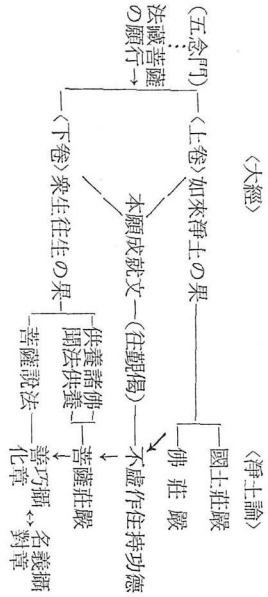 〈大經〉
〈淨土論〉
(五念門)
法藏菩薩
の願行→
〈上卷〉如來淨土の果
國土莊嚴
佛 莊 嚴
本願成就文
(往覲偈)
不虛作住持功德
〈下卷〉衆生往生の果
供養諸佛
聞法供養
菩薩莊嚴
菩薩說法
善巧攝
化章
↔
名義攝
對章